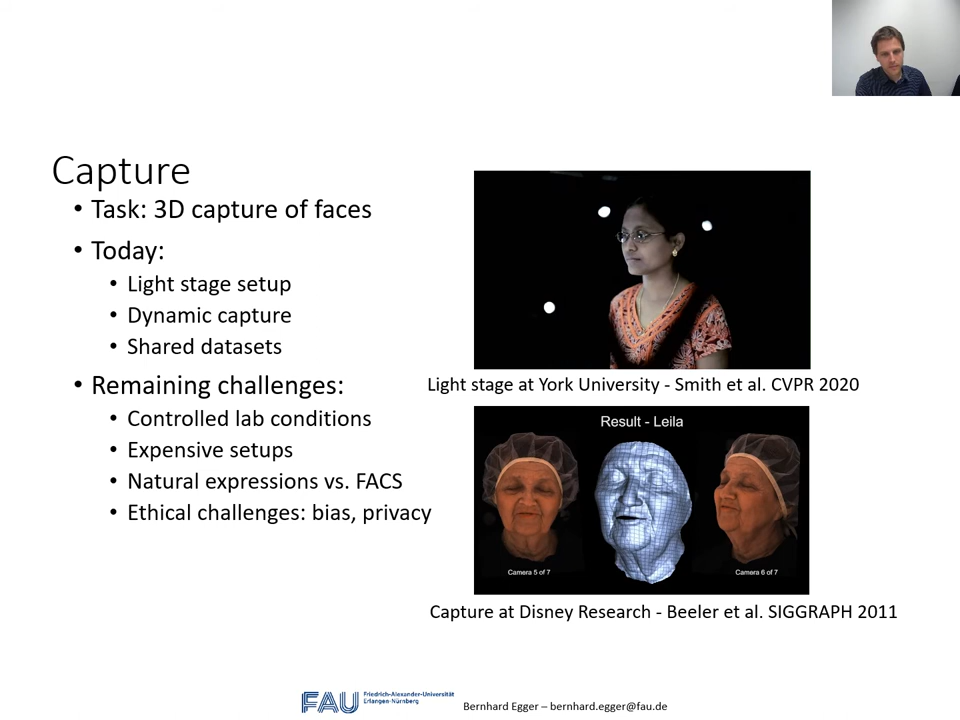 Capture
• Task: 3D capture of faces
• Today:
• Light stage setup
• Dynamic capture
• Shared datasets
• Remaining challenges:
• Controlled lab conditions
• Expensive setups
• Natural expressions vs. FACS
• Ethical challenges: bias, privacy
Light stage at York University - Smith et al. CVPR 2020
Result - Leila
Camera 5 of 7
Camera 6 of 7
Capture at Disney Research - Beeler et al. SIGGRAPH 2011
FAU
Friedrich-Alexander-Universität
Erlangen-Nürnberg
Bernhard Egger – bernhard.egger@fau.de